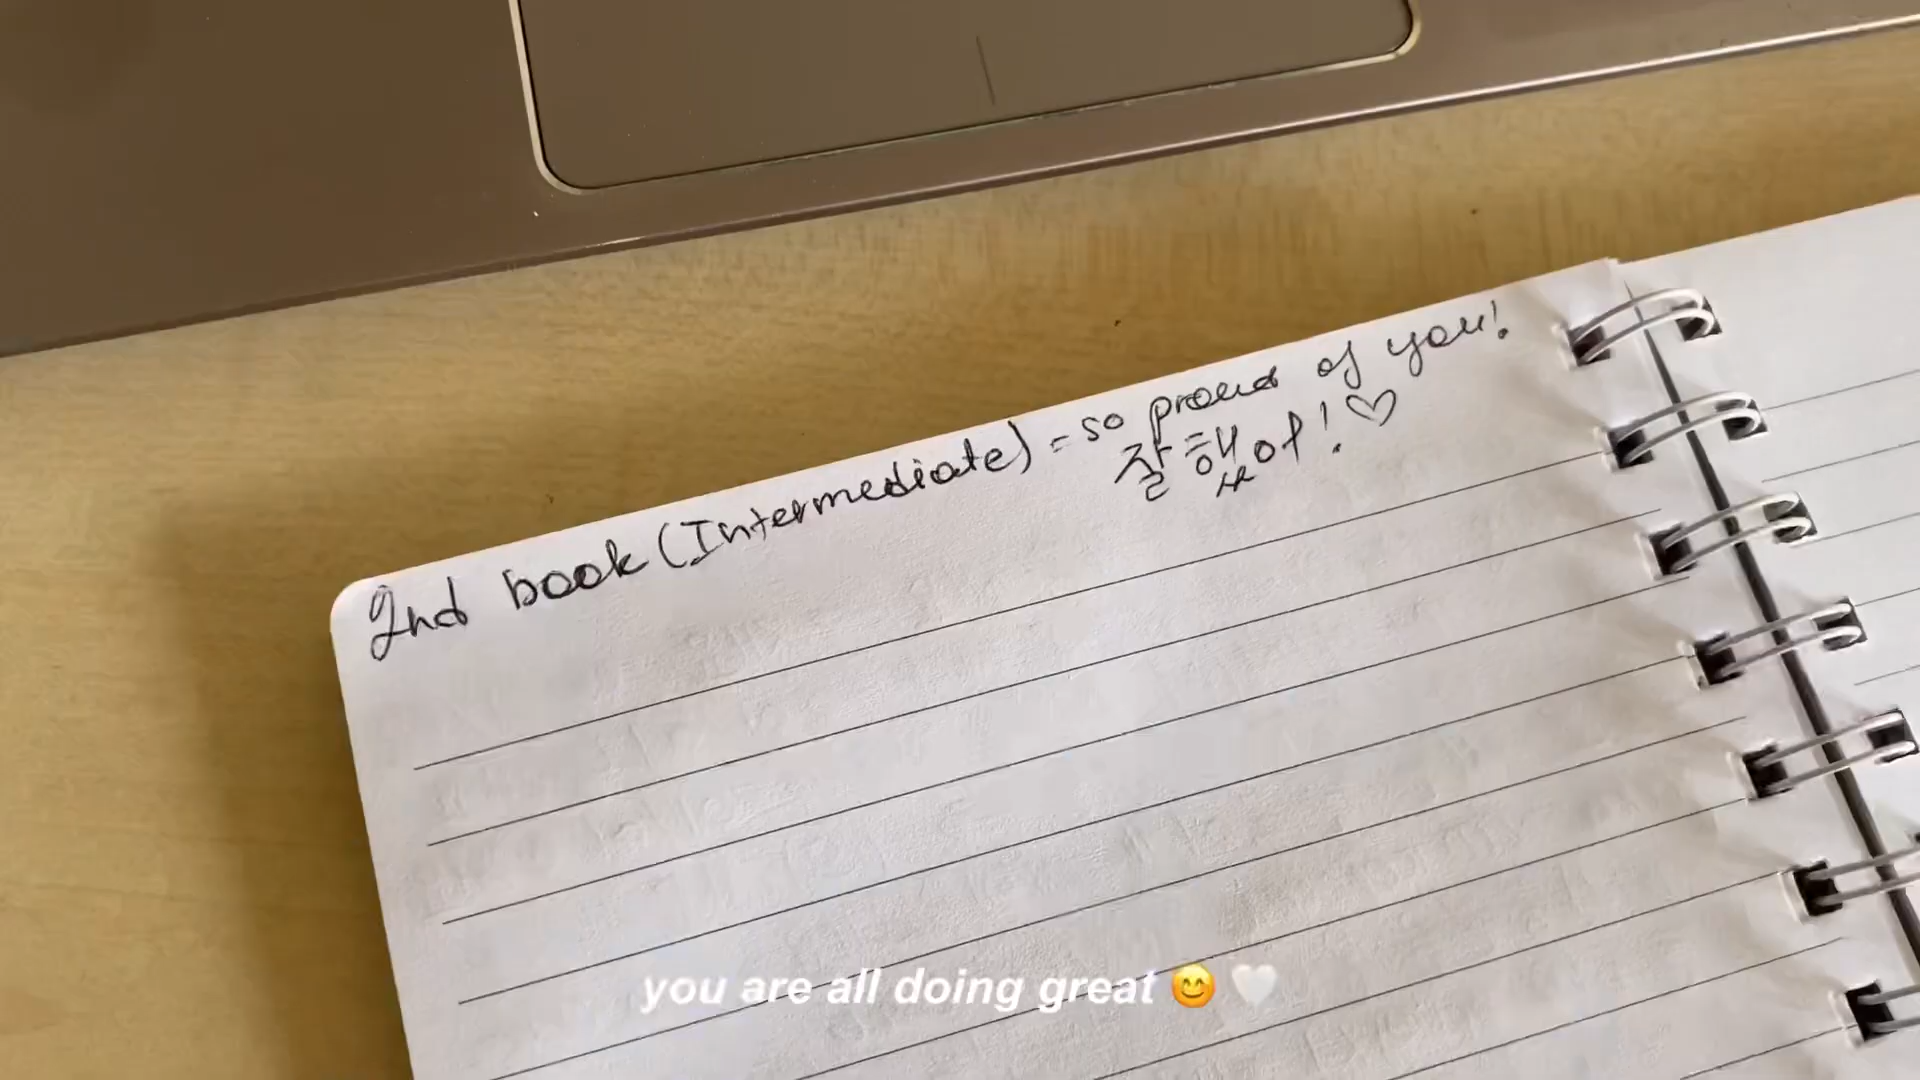 2nd book (Intermediate) = so proud of you!
잘 했어! ♡
you are all doing great 😊 🤍